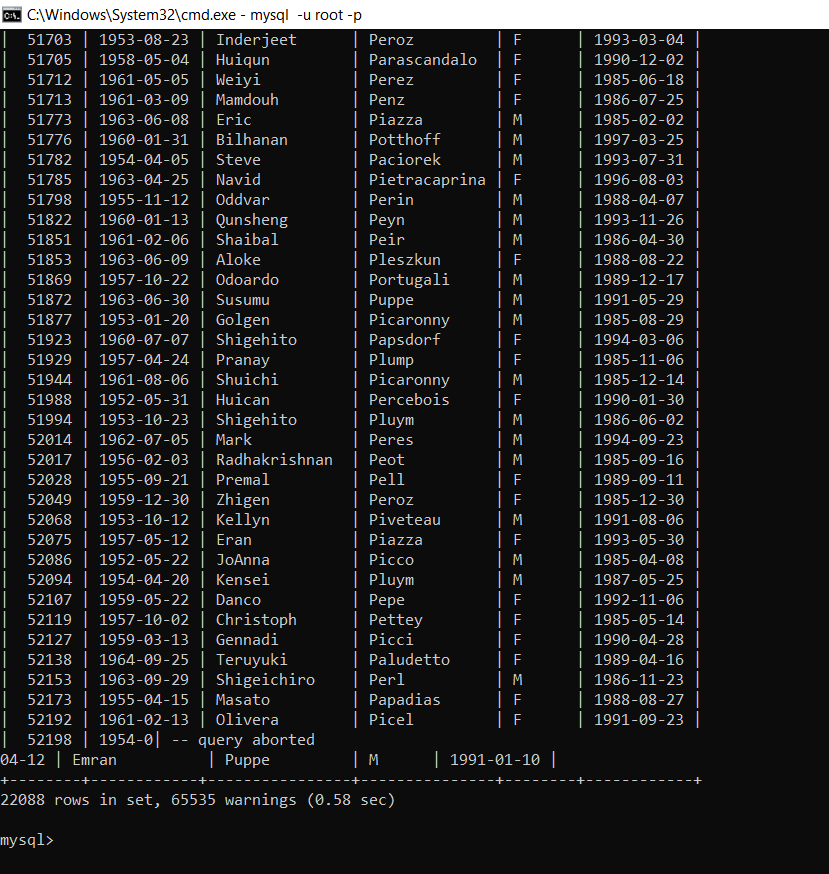 C:\Windows\System32\cmd.exe - mysql  -u root -p
|  51703 | 1953-08-23 | Inderjeet      | Peroz         | F      | 1993-03-04 |
|  51705 | 1958-05-04 | Huiqun         | Parascandalo  | F      | 1990-12-02 |
|  51712 | 1961-05-05 | Weiyi          | Perez         | F      | 1985-06-18 |
|  51713 | 1961-03-09 | Mamdouh        | Penz          | F      | 1986-07-25 |
|  51773 | 1963-06-08 | Eric           | Piazza        | M      | 1985-02-02 |
|  51776 | 1960-01-31 | Bilhanan       | Potthoff      | M      | 1997-03-25 |
|  51782 | 1954-04-05 | Steve          | Paciorek      | M      | 1993-07-31 |
|  51785 | 1963-04-25 | Navid          | Pietracaprina | F      | 1996-08-03 |
|  51798 | 1955-11-12 | Oddvar         | Perin         | M      | 1988-04-07 |
|  51822 | 1960-01-13 | Qunsheng       | Peyn          | M      | 1993-11-26 |
|  51851 | 1961-02-06 | Shaibal        | Peir          | M      | 1986-04-30 |
|  51853 | 1963-06-09 | Aloke          | Pleszkun      | F      | 1988-08-22 |
|  51869 | 1957-10-22 | Odoardo        | Portugali     | M      | 1989-12-17 |
|  51872 | 1963-06-30 | Susumu         | Puppe         | M      | 1991-05-29 |
|  51877 | 1953-01-20 | Golgen         | Picaronny     | M      | 1985-08-29 |
|  51923 | 1960-07-07 | Shigehito      | Papsdorf      | F      | 1994-03-06 |
|  51929 | 1957-04-24 | Pranay         | Plump         | F      | 1985-11-06 |
|  51944 | 1961-08-06 | Shuichi        | Picaronny     | M      | 1985-12-14 |
|  51988 | 1952-05-31 | Huican         | Percebois     | F      | 1990-01-30 |
|  51994 | 1953-10-23 | Shigehito      | Pluym         | M      | 1986-06-02 |
|  52014 | 1962-07-05 | Mark           | Peres         | M      | 1994-09-23 |
|  52017 | 1956-02-03 | Radhakrishnan  | Peot          | M      | 1985-09-16 |
|  52028 | 1955-09-21 | Premal         | Pell          | F      | 1989-09-11 |
|  52049 | 1959-12-30 | Zhigen         | Peroz         | F      | 1985-12-30 |
|  52068 | 1953-10-12 | Kellyn         | Piveteau      | M      | 1991-08-06 |
|  52075 | 1957-05-12 | Eran           | Piazza        | F      | 1993-05-30 |
|  52086 | 1952-05-22 | JoAnna         | Picco         | M      | 1985-04-08 |
|  52094 | 1954-04-20 | Kensei         | Pluym         | M      | 1987-05-25 |
|  52107 | 1959-05-22 | Danco          | Pepe          | F      | 1992-11-06 |
|  52119 | 1957-10-02 | Christoph      | Pettey        | F      | 1985-05-14 |
|  52127 | 1959-03-13 | Gennadi        | Picci         | F      | 1990-04-28 |
|  52138 | 1964-09-25 | Teruyuki       | Paludetto     | F      | 1989-04-16 |
|  52153 | 1963-09-29 | Shigeichiro    | Perl          | M      | 1986-11-23 |
|  52173 | 1955-04-15 | Masato         | Papadias      | F      | 1988-08-27 |
|  52192 | 1961-02-13 | Olivera        | Picel         | F      | 1991-09-23 |
|  52198 | 1954-0| -- query aborted
04-12 | Emran          | Puppe         | M      | 1991-01-10 |
+--------+------------+----------------+---------------+--------+------------+
22088 rows in set, 65535 warnings (0.58 sec)
mysql>